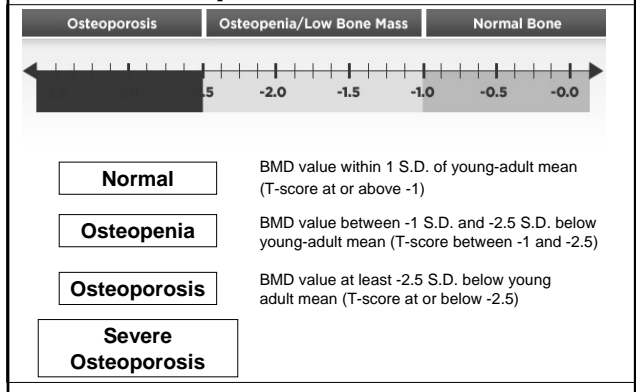 Osteoporosis Osteopenia/Low Bone Mass Normal Bone
.5 -2.0 -1.5 -1.0 -0.5 -0.0
Normal
BMD value within 1 S.D. of young-adult mean
(T-score at or above -1)
Osteopenia
BMD value between -1 S.D. and -2.5 S.D. below
young-adult mean (T-score between -1 and -2.5)
Osteoporosis
BMD value at least -2.5 S.D. below young
adult mean (T-score at or below -2.5)
Severe
Osteoporosis